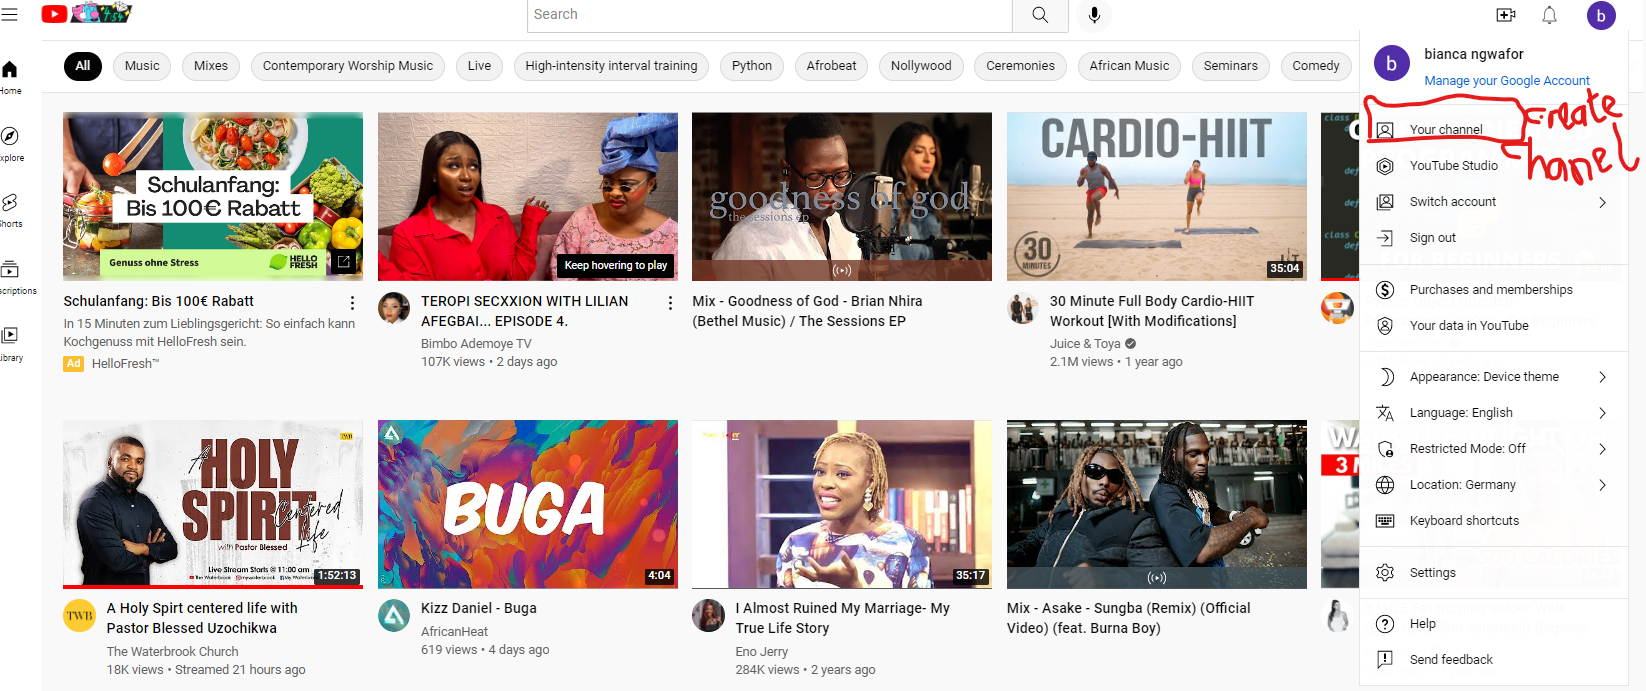 4:54
Search
b
All
Music
Mixes
Contemporary Worship Music
Live
High-intensity interval training
Python
Afrobeat
Nollywood
Ceremonies
African Music
Seminars
Comedy
Home
xplore
Shorts
scriptions
ibrary
Schulanfang:
Bis 100€ Rabatt
Genuss ohne Stress
HELLO
FRESH
Schulanfang: Bis 100€ Rabatt
In 15 Minuten zum Lieblingsgericht: So einfach kann
Kochgenuss mit HelloFresh sein.
Ad HelloFresh™
Keep hovering to play
TEROPI SECXXION WITH LILIAN
AFEGBAI... EPISODE 4.
Bimbo Ademoye TV
107K views • 2 days ago
goodness of god
the sessions ep
Mix - Goodness of God - Brian Nhira
(Bethel Music) / The Sessions EP
CARDIO-HIIT
30
MINUTES
35:04
30 Minute Full Body Cardio-HIIT
Workout [With Modifications]
Juice & Toya
2.1M views • 1 year ago
TWB
A
HOLY
SPIRIT
Centered
Life
with Pastor Blessed
Live Stream Starts @ 11:00 am
1:52:13
TWB
A Holy Spirt centered life with
Pastor Blessed Uzochikwa
The Waterbrook Church
18K views • Streamed 21 hours ago
BUGA
4:04
Kizz Daniel - Buga
AfricanHeat
619 views • 4 days ago
35:17
I Almost Ruined My Marriage- My
True Life Story
Eno Jerry
284K views • 2 years ago
Mix - Asake - Sungba (Remix) (Official
Video) (feat. Burna Boy)
b
bianca ngwafor
Manage your Google Account
Your channel
create
chanel
YouTube Studio
Switch account
Sign out
Purchases and memberships
Your data in YouTube
Appearance: Device theme
Language: English
Restricted Mode: Off
Location: Germany
Keyboard shortcuts
Settings
Help
Send feedback